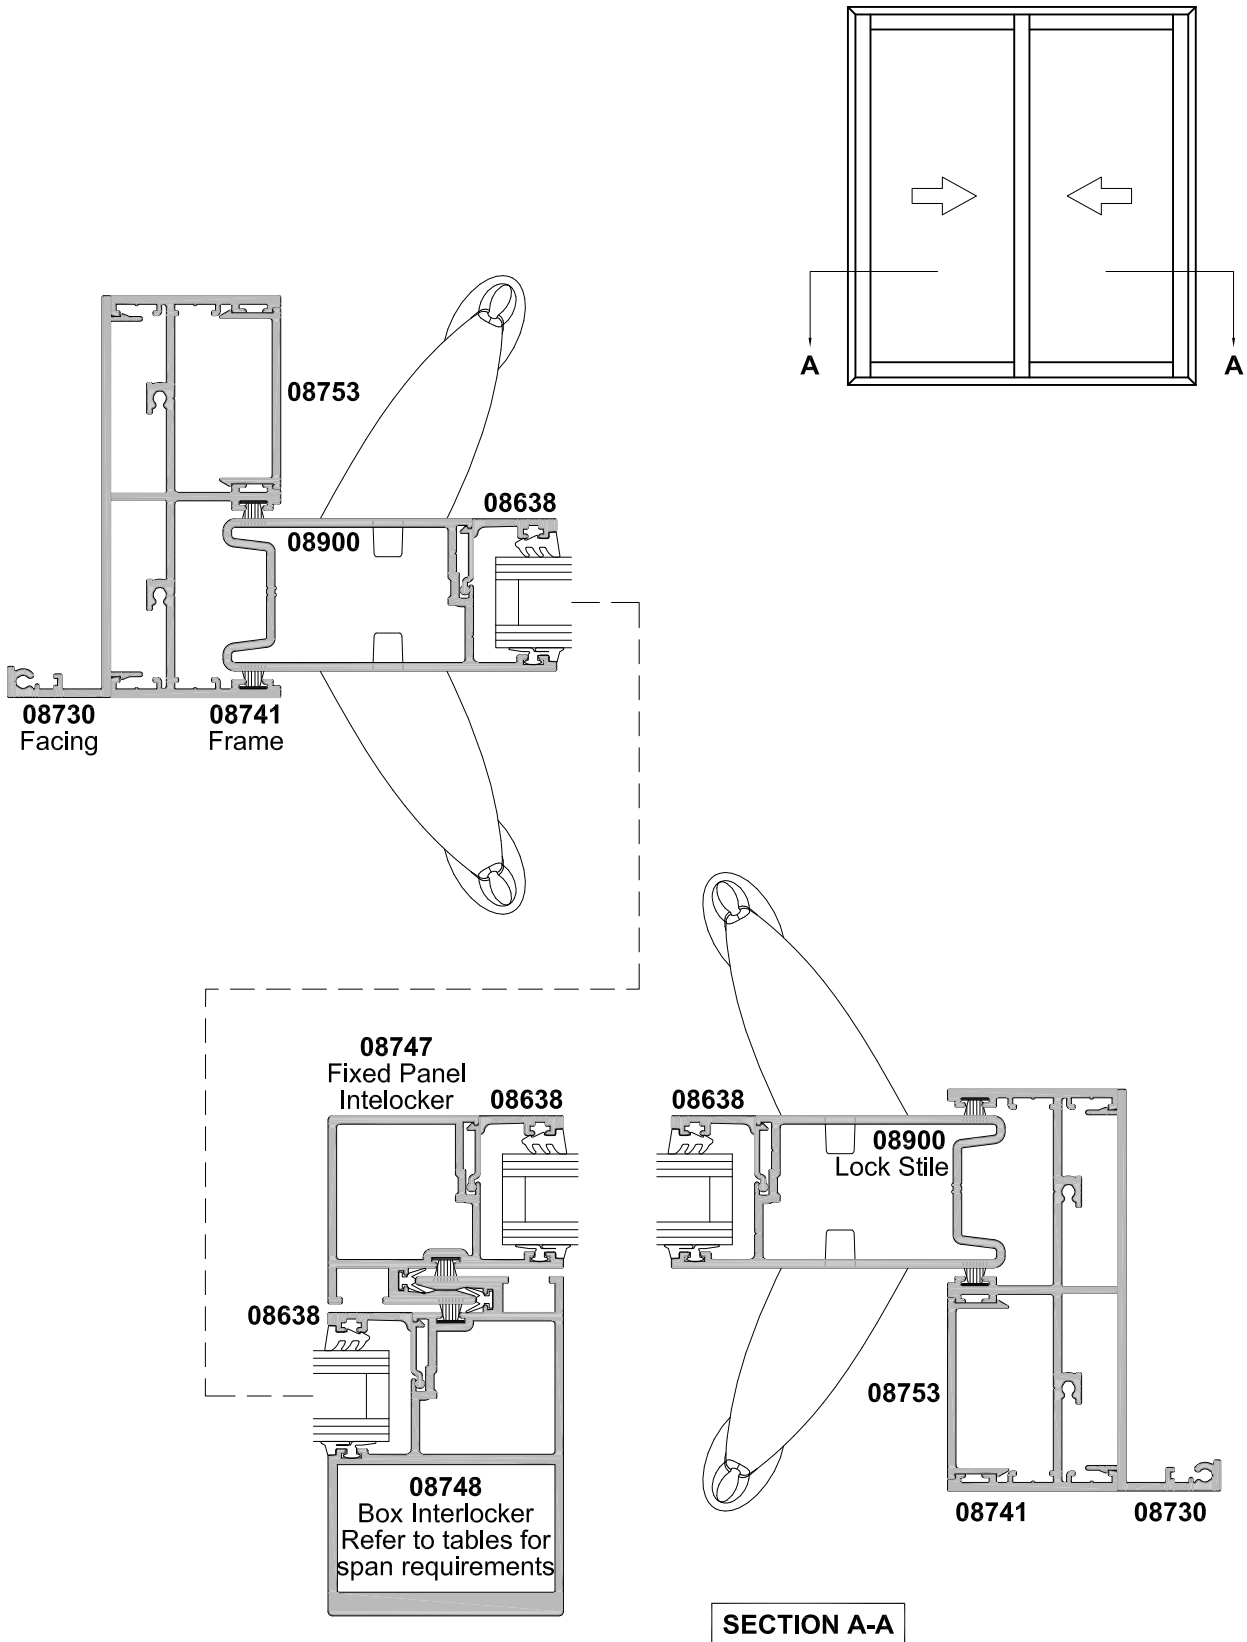 A
A
08753
08638
08900
08730
Facing
08741
Frame
08747
Fixed Panel
Intelocker
08638
08638
08900
Lock Stile
08638
08753
08748
Box Interlocker
Refer to tables for
span requirements
08741
08730
SECTION A-A